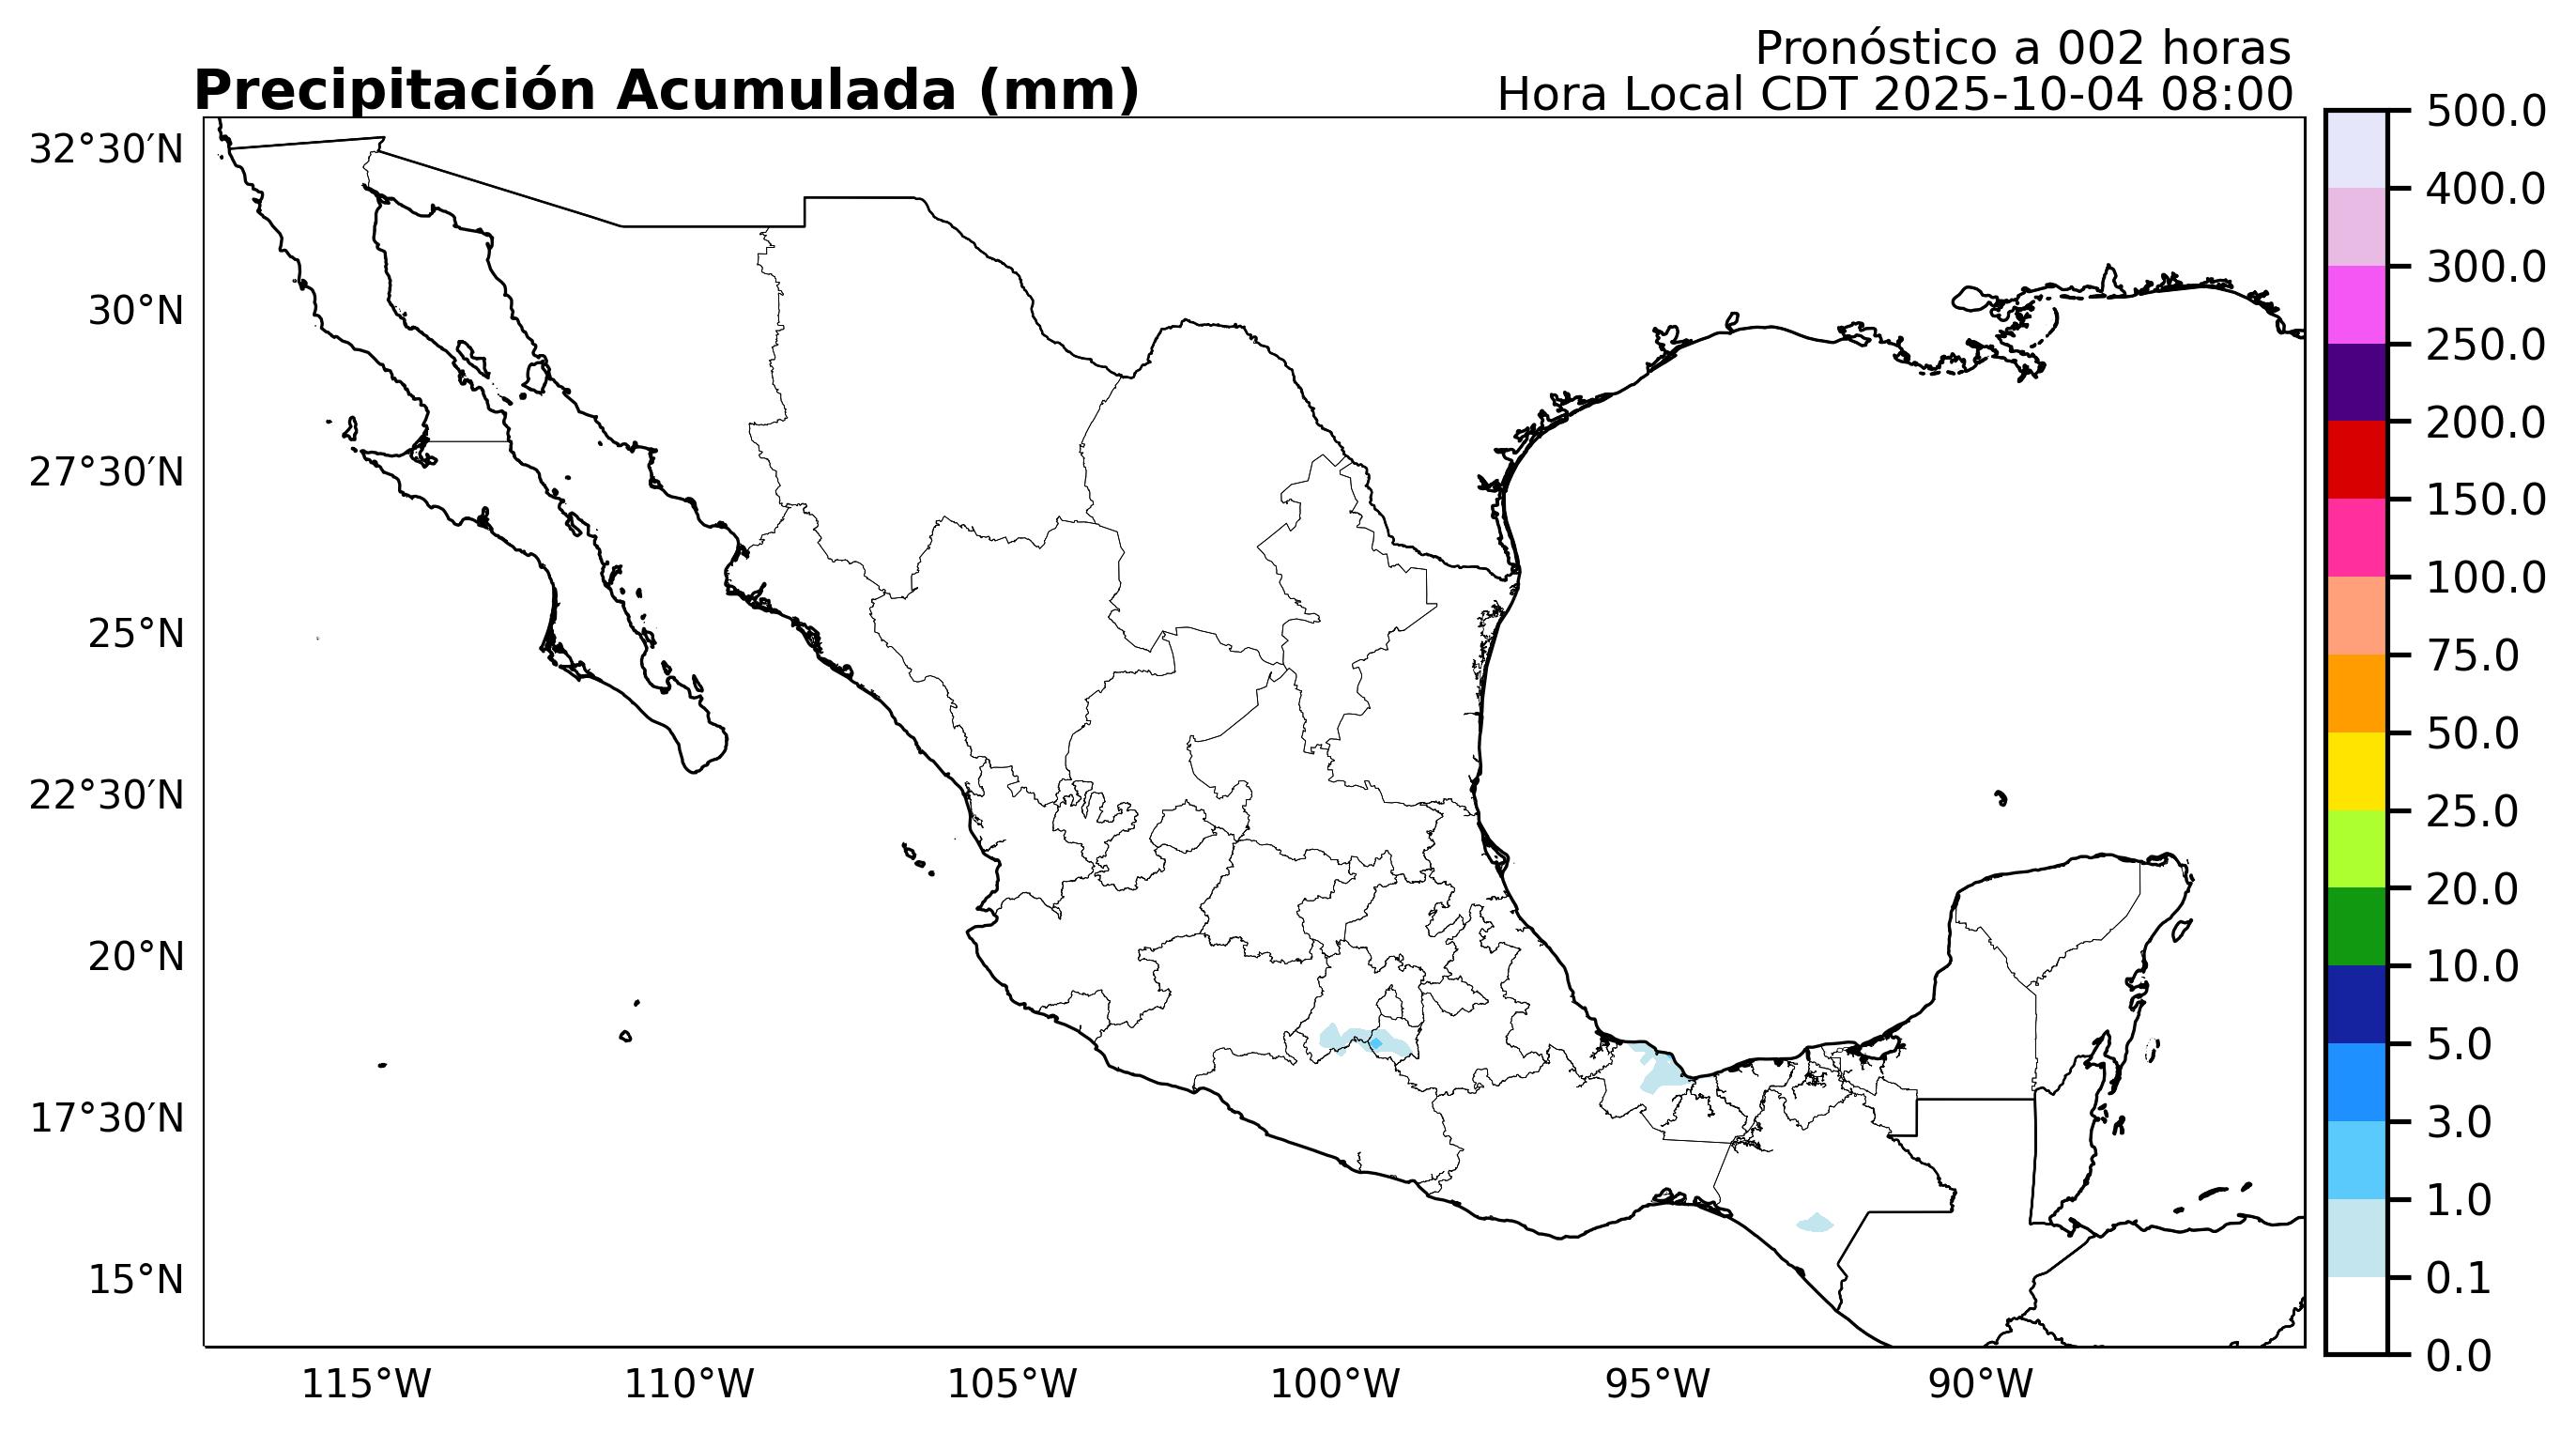 Pronóstico a 002 horas
Precipitación Acumulada (mm)
Hora Local CDT 2025-10-04 08:00
32°30′N
30°N
27°30′N
25°N
22°30′N
20°N
17°30′N
15°N
115°W
110°W
105°W
100°W
95°W
90°W
500.0
400.0
300.0
250.0
200.0
150.0
100.0
75.0
50.0
25.0
20.0
10.0
5.0
3.0
1.0
0.1
0.0